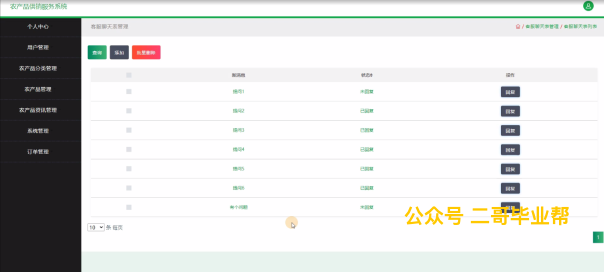 农产品供销服务系统
个人中心
用户管理
农产品分类管理
农产品管理
农产品资讯管理
系统管理
订单管理
客服聊天表管理
客服聊天表管理 / 客服聊天表列表
查询 添加 批量删除
新消息 状态 操作
提问1 未回复 回复
提问2 已回复 回复
提问3 已回复 回复
提问4 已回复 回复
提问5 已回复 回复
提问6 已回复 回复
有个问题 未回复 回复
10 条 每页
1
公众号 二哥毕业帮